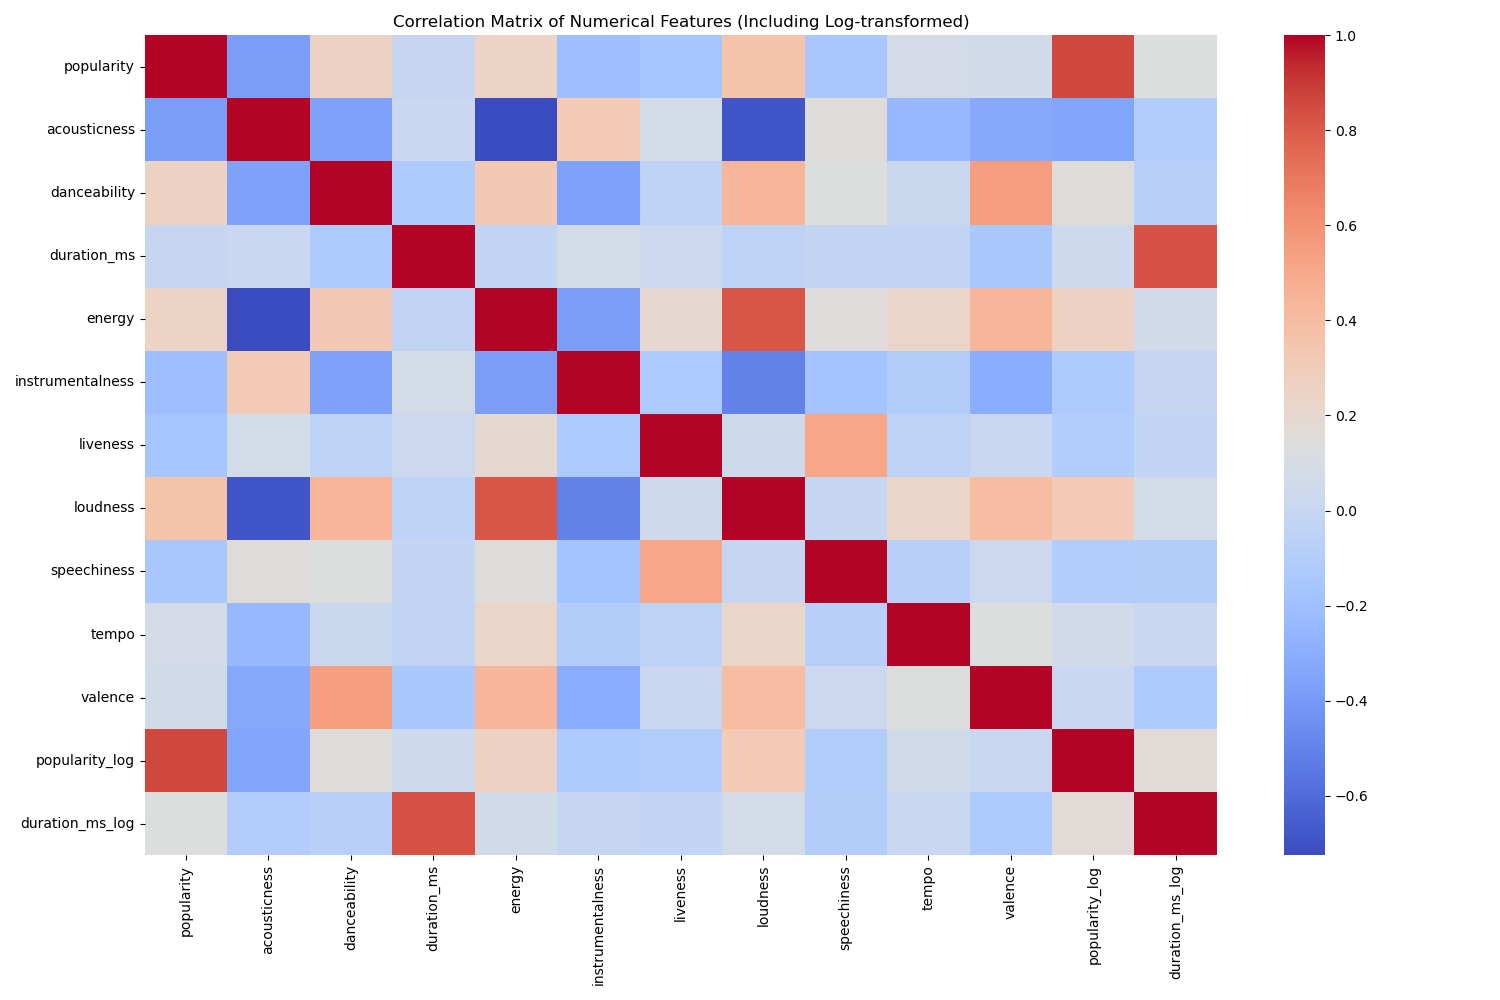 Correlation Matrix of Numerical Features (Including Log-transformed)
popularity
acousticness
danceability
duration_ms
energy
instrumentalness
liveness
loudness
speechiness
tempo
valence
popularity_log
duration_ms_log
popularity
acousticness
danceability
duration_ms
energy
instrumentalness
liveness
loudness
speechiness
tempo
valence
popularity_log
duration_ms_log
1.0
0.8
0.6
0.4
0.2
0.0
−0.2
−0.4
−0.6